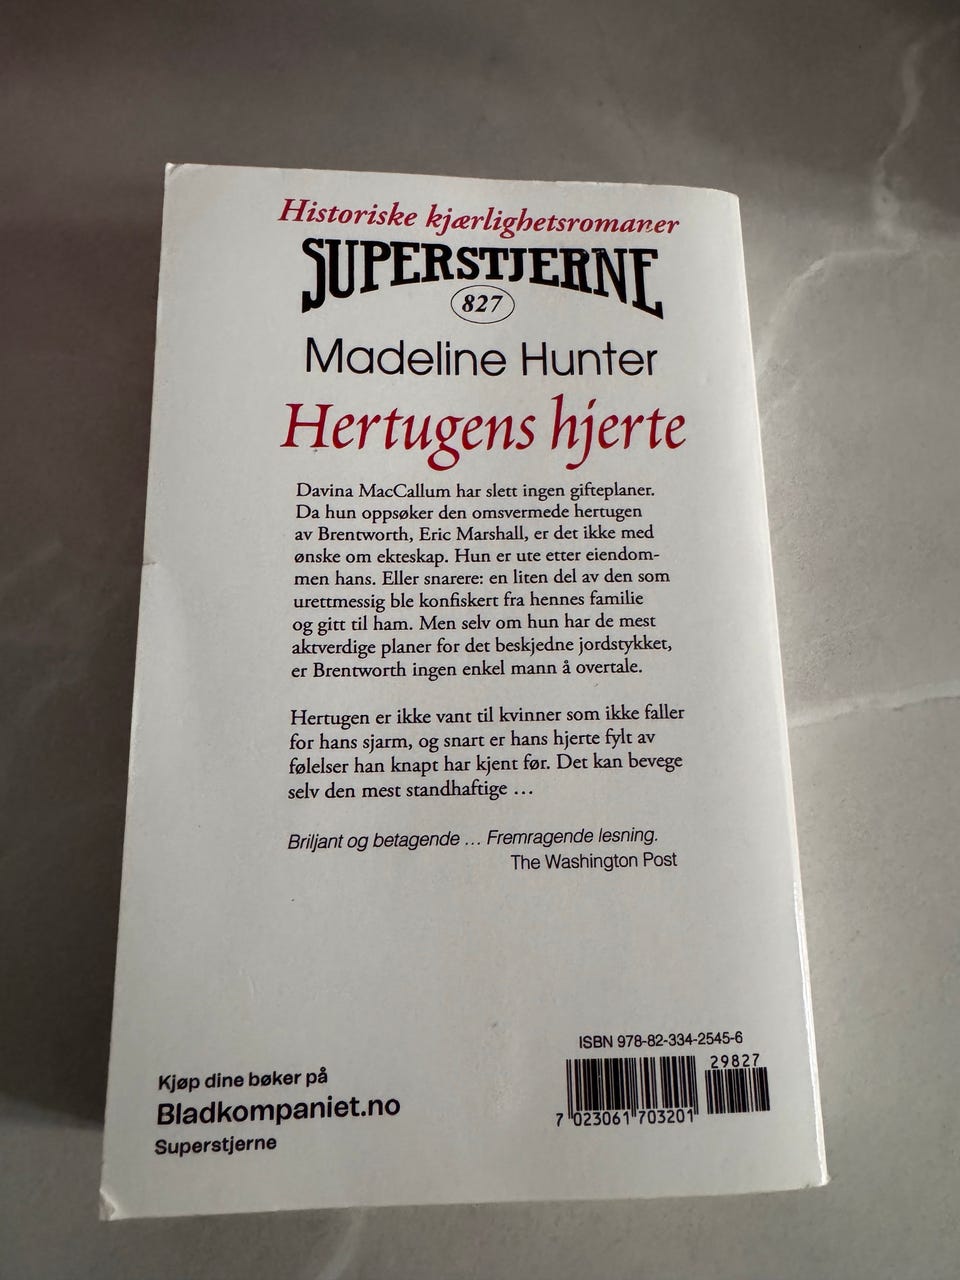 Historiske kjærlighetsromaner
SUPERSTJERNE
827
Madeline Hunter
Hertugens hjerte
Davina MacCallum har slett ingen gifteplaner.
Da hun oppsøker den omsvermede hertugen
av Brentworth, Eric Marshall, er det ikke med
ønske om ekteskap. Hun er ute etter eiendom-
men hans. Eller snarere: en liten del av den som
urettmessig ble konfiskert fra hennes familie
og gitt til ham. Men selv om hun har de mest
aktverdige planer for det beskjedne jordstykket,
er Brentworth ingen enkel mann å overtale.
Hertugen er ikke vant til kvinner som ikke faller
for hans sjarm, og snart er hans hjerte fylt av
følelser han knapt har kjent før. Det kan bevege
selv den mest standhaftige ...
Briljant og betagende ... Fremragende lesning.
The Washington Post
ISBN 978-82-334-2545-6
29827
7 023061 703201
Kjøp dine bøker på
Bladkompaniet.no
Superstjerne